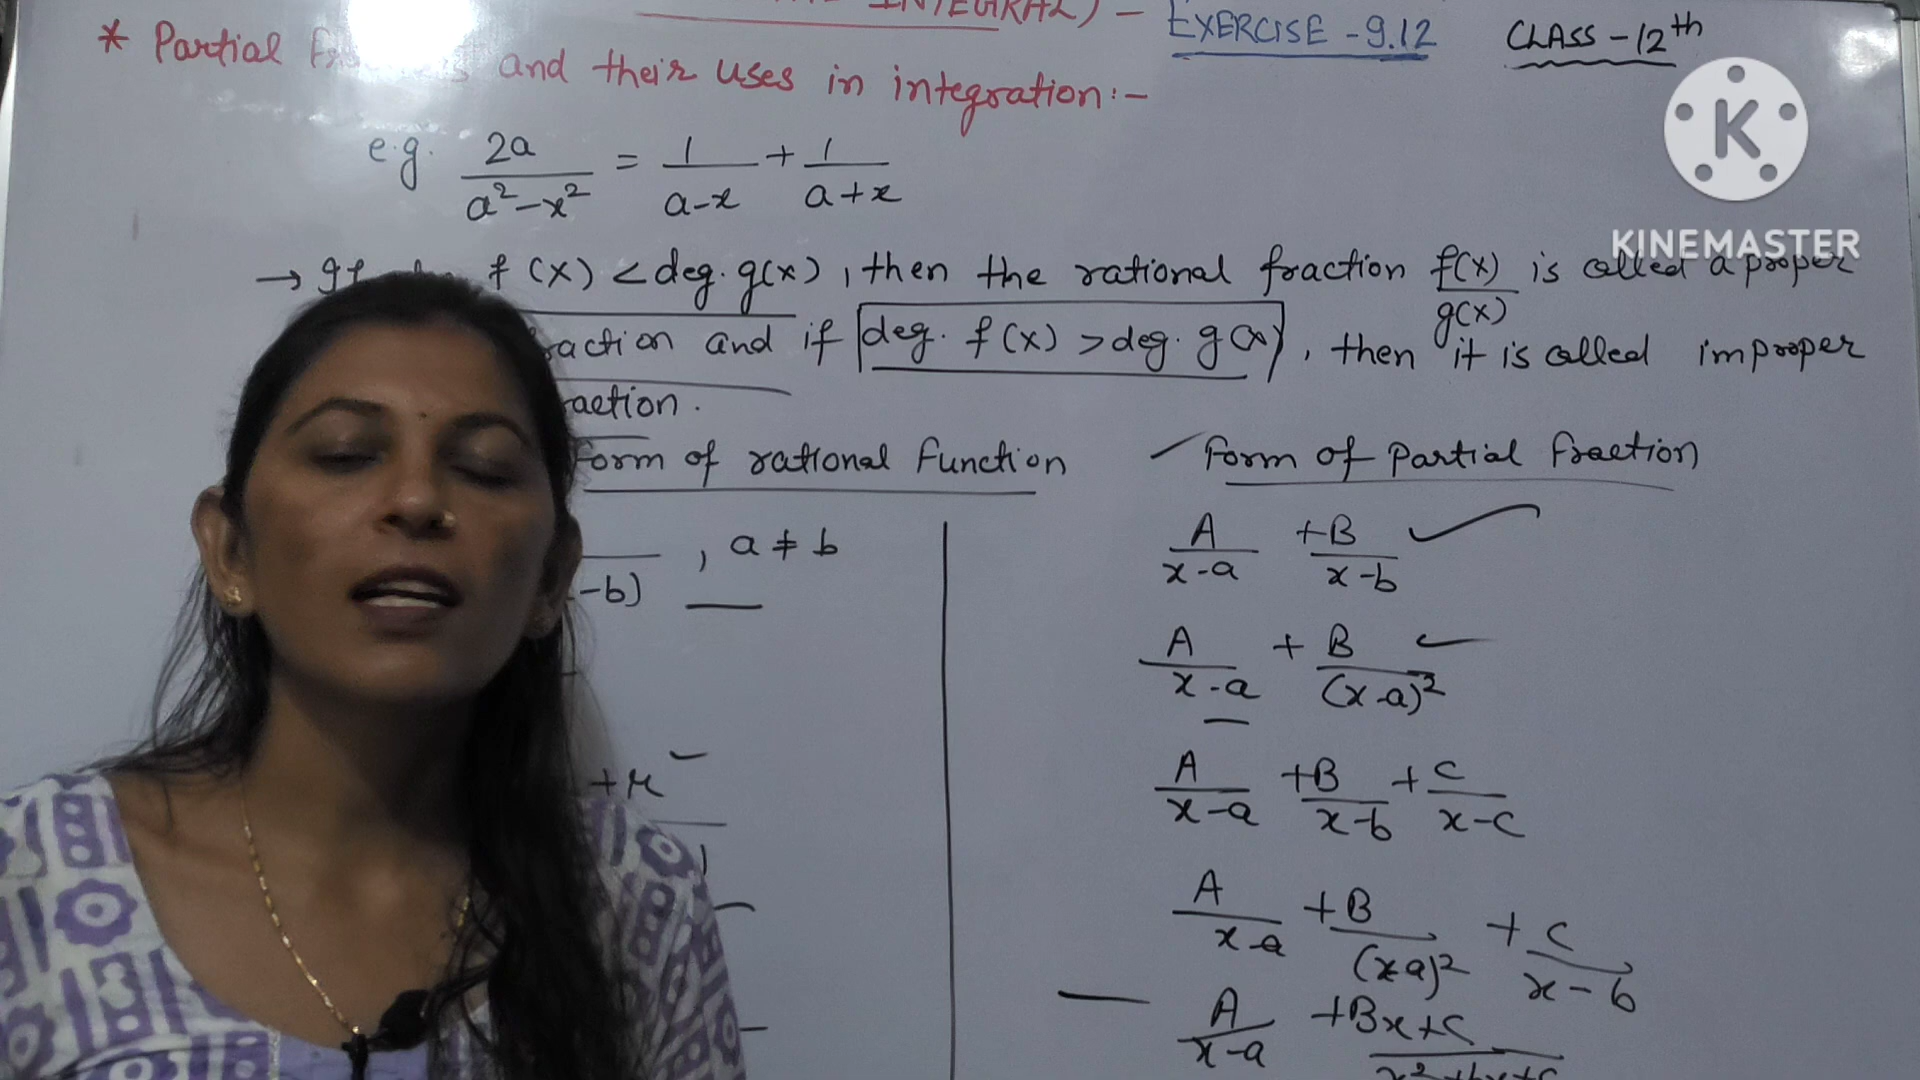 INTEGRAL) - EXERCISE - 9.12 CLASS - 12th
* Partial and their uses in integration :-
K
KINEMASTER
e.g. 2a/(a²-x²) = 1/(a-x) + 1/(a+x)
→ f(x) < deg. g(x), then the rational fraction f(x)/g(x) is called a proper
and if deg. f(x) > deg. g(x), then it is called improper
form of rational function
Form of Partial fraction
-b) , a ≠ b
A/(x-a) + B/(x-b)
A/(x-a) + B/(x-a)²
A/(x-a) + B/(x-b) + C/(x-c)
A/(x-a) + B/(x-a)² + C/(x-b)
A/(x-a) + Bx+C/x²+bx+c